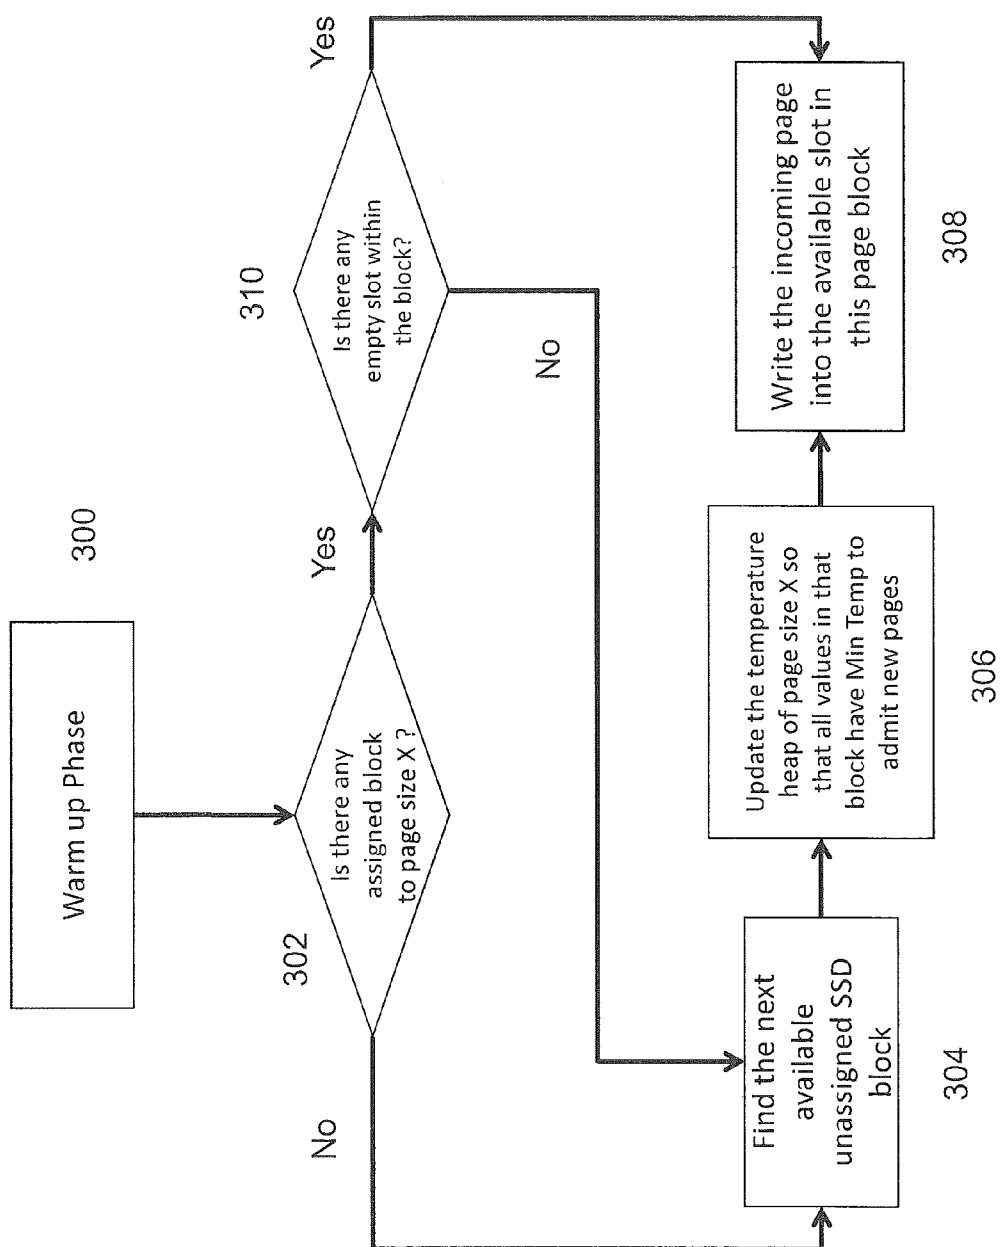 Warm up Phase
300
302
Is there any
assigned block
to page size X ?
Yes
No
310
Is there any
empty slot within
the block?
Yes
No
Find the next
available
unassigned SSD
block
304
Update the temperature
heap of page size X so
that all values in that
block have Min Temp to
admit new pages
306
Write the incoming page
into the available slot in
this page block
308